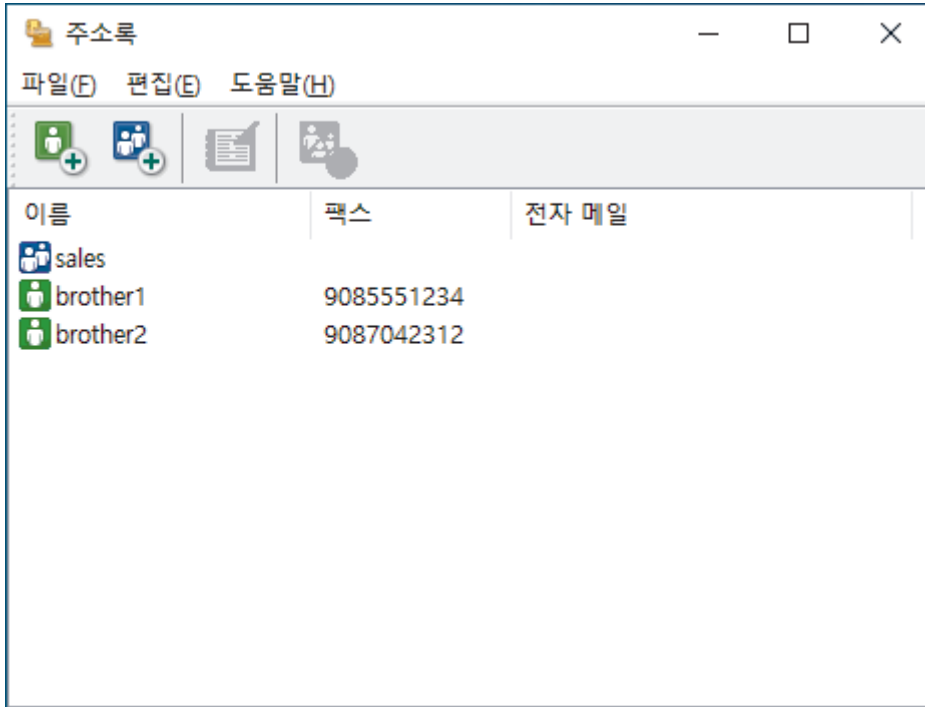 주소록
파일(F) 편집(E) 도움말(H)
이름 팩스 전자 메일
sales
brother1 9085551234
brother2 9087042312